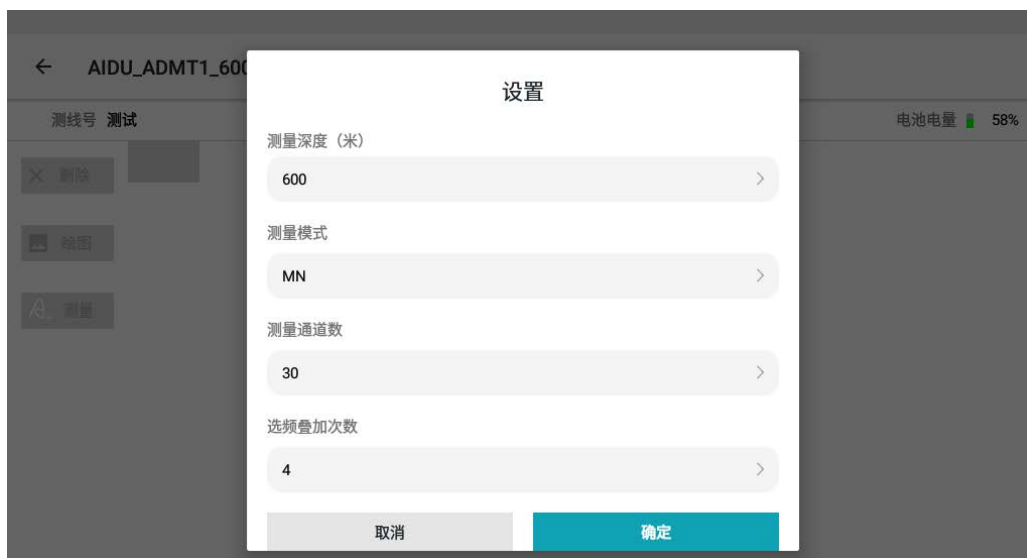 AIDU_ADMT1_600
测线号 测试
电池电量 58%
删除
绘图
测量
设置
测量深度（米）
600
测量模式
MN
测量通道数
30
选频叠加次数
4
取消
确定